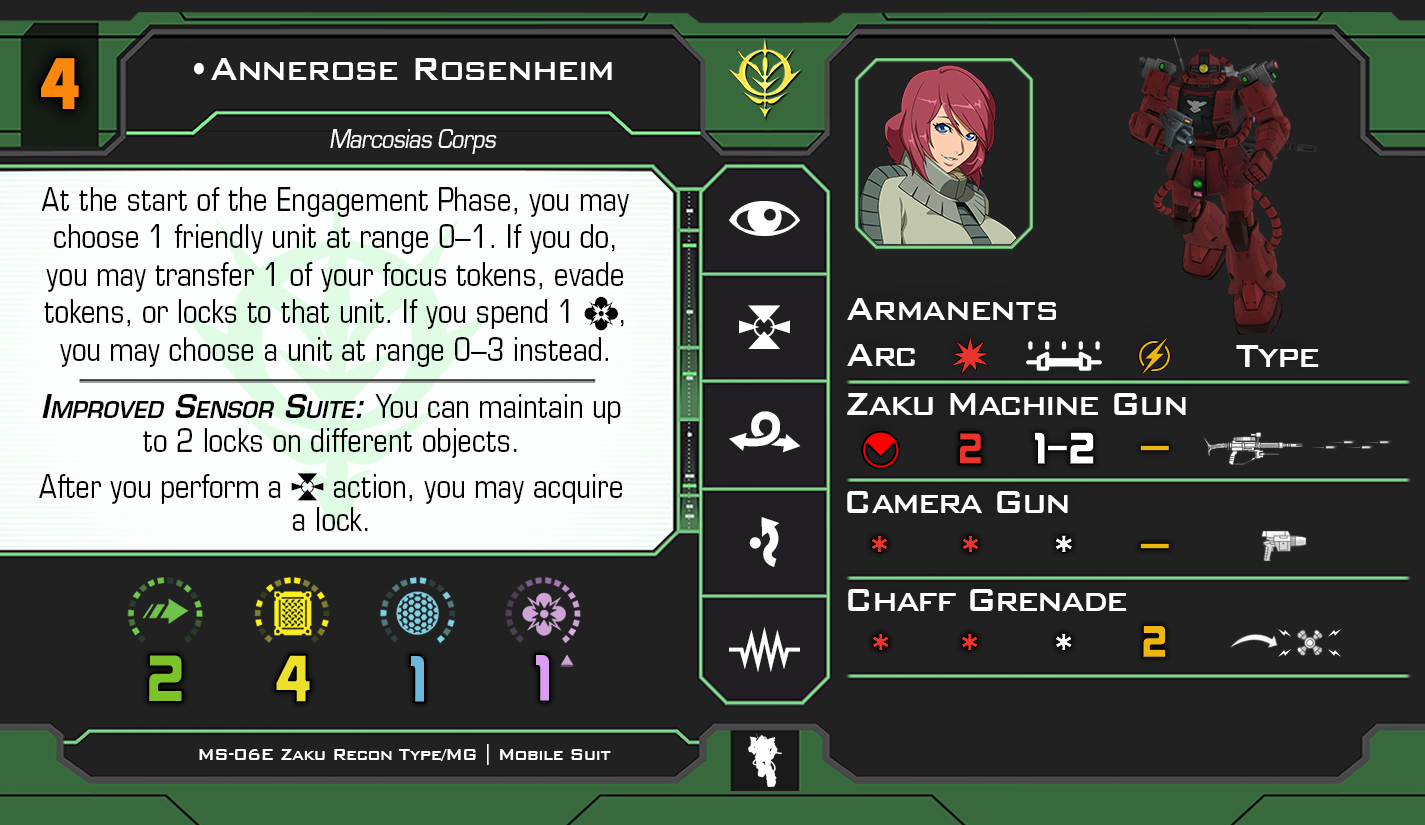 4
•Annerose Rosenheim
Marcosias Corps
At the start of the Engagement Phase, you may
choose 1 friendly unit at range 0–1. If you do,
you may transfer 1 of your focus tokens, evade
tokens, or locks to that unit. If you spend 1 ,
you may choose a unit at range 0–3 instead.
Improved Sensor Suite: You can maintain up
to 2 locks on different objects.
After you perform a action, you may acquire
a lock.
2 4 1 1
MS-06E Zaku Recon Type/MG | Mobile Suit
Armanents
Arc Type
Zaku Machine Gun
2 1–2 –
Camera Gun
* * * –
Chaff Grenade
* * * 2